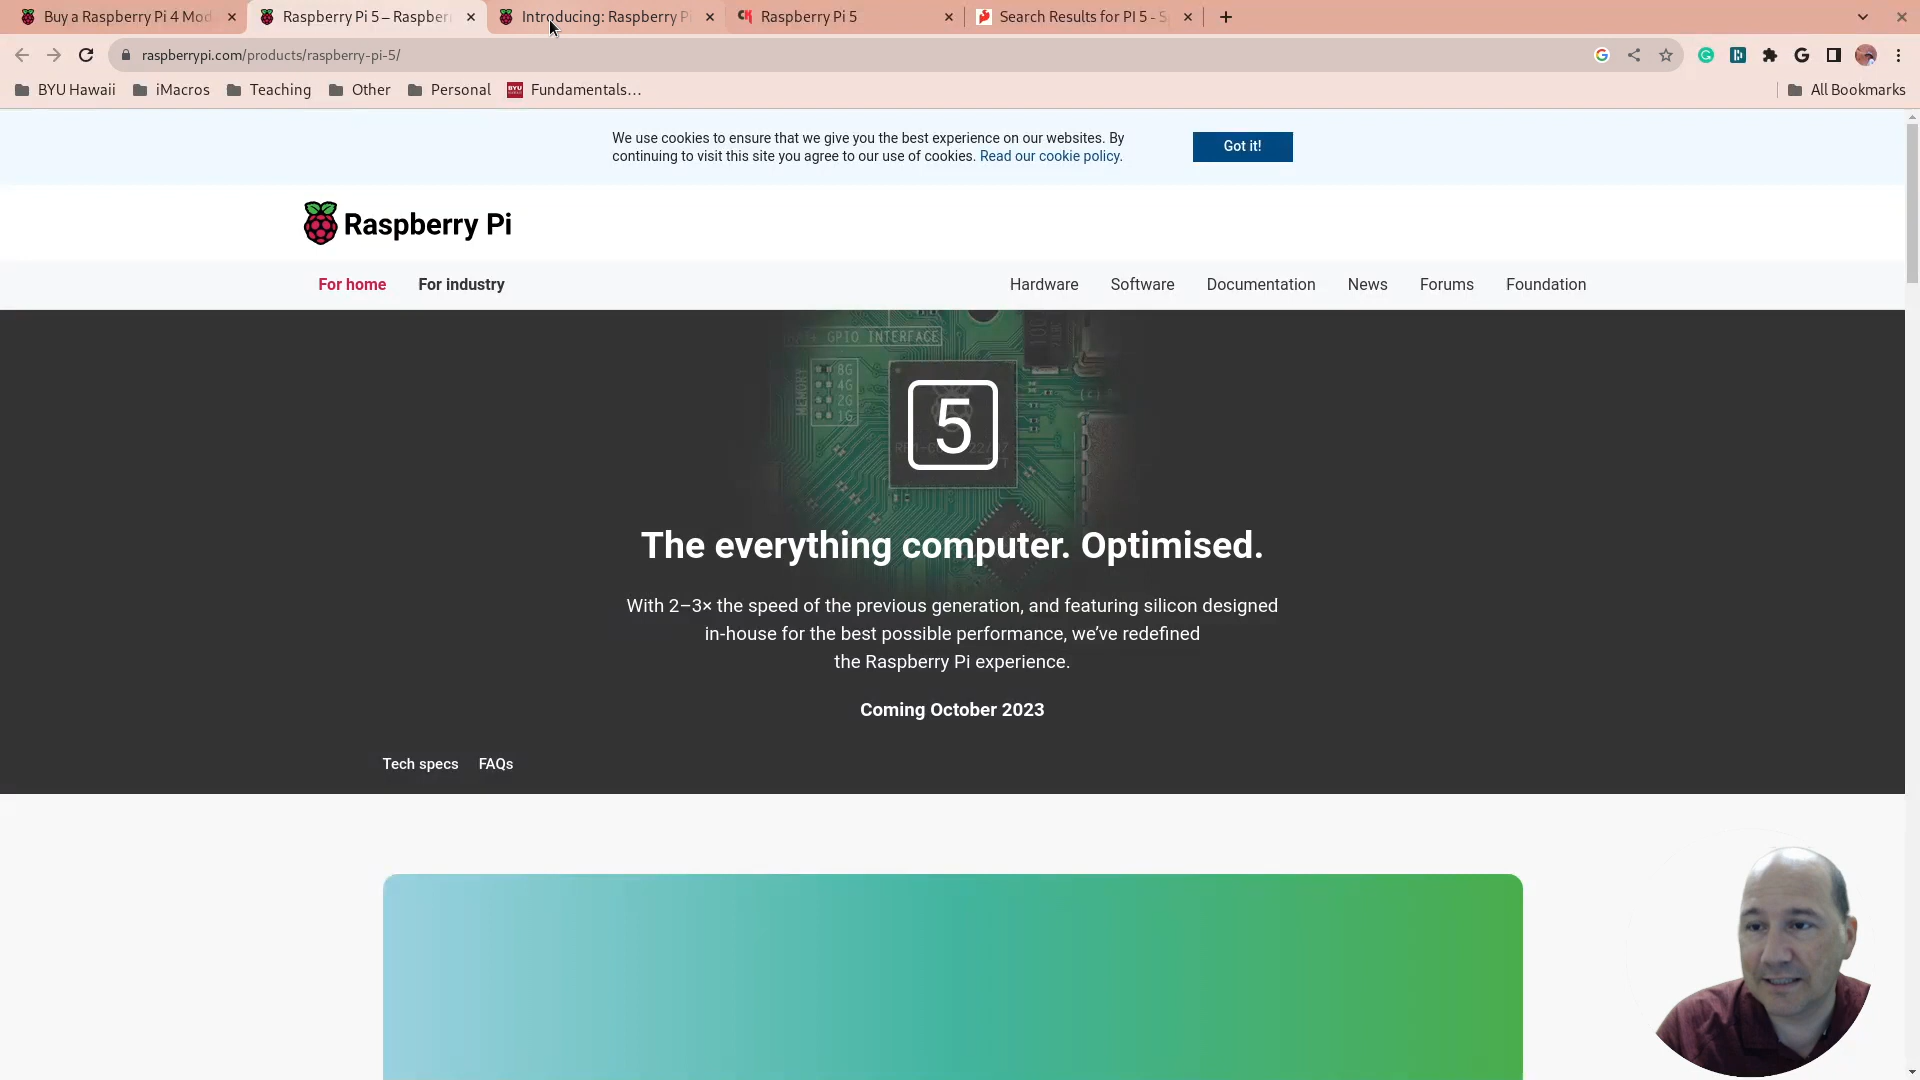 Buy a Raspberry Pi 4 Mod
Raspberry Pi 5 – Raspber
Introducing: Raspberry Pi
Raspberry Pi 5
Search Results for PI 5 - S
raspberrypi.com/products/raspberry-pi-5/
BYU Hawaii
iMacros
Teaching
Other
Personal
Fundamentals...
All Bookmarks
We use cookies to ensure that we give you the best experience on our websites. By
continuing to visit this site you agree to our use of cookies. Read our cookie policy.
Got it!
Raspberry Pi
For home
For industry
Hardware
Software
Documentation
News
Forums
Foundation
GPIO INTERFACE
MEMORY
8G
4G
2G
1G
5
The everything computer. Optimised.
With 2–3× the speed of the previous generation, and featuring silicon designed
in-house for the best possible performance, we’ve redefined
the Raspberry Pi experience.
Coming October 2023
Tech specs
FAQs